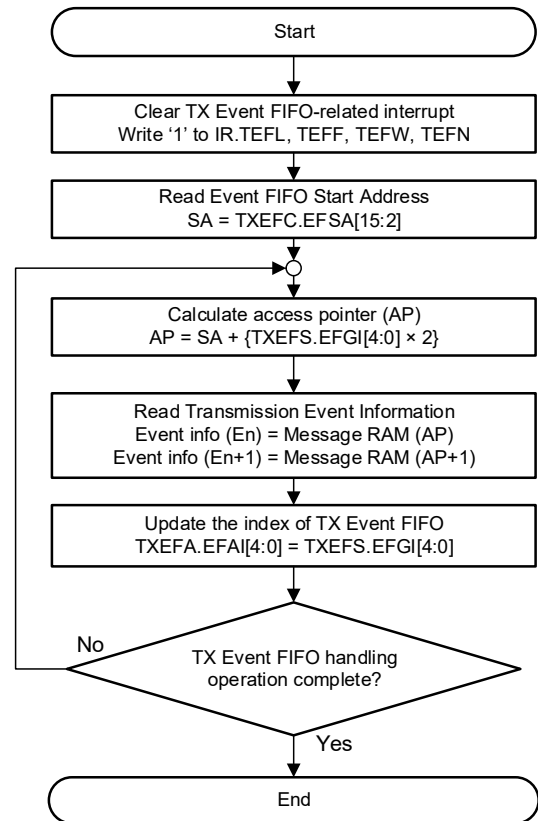 Start
Clear TX Event FIFO-related interrupt
Write ‘1’ to IR.TEFL, TEFF, TEFW, TEFN
Read Event FIFO Start Address
SA = TXEFC.EFSA[15:2]
Calculate access pointer (AP)
AP = SA + {TXEFS.EFGI[4:0] × 2}
Read Transmission Event Information
Event info (En) = Message RAM (AP)
Event info (En+1) = Message RAM (AP+1)
Update the index of TX Event FIFO
TXEFA.EFAI[4:0] = TXEFS.EFGI[4:0]
No
TX Event FIFO handling
operation complete?
Yes
End